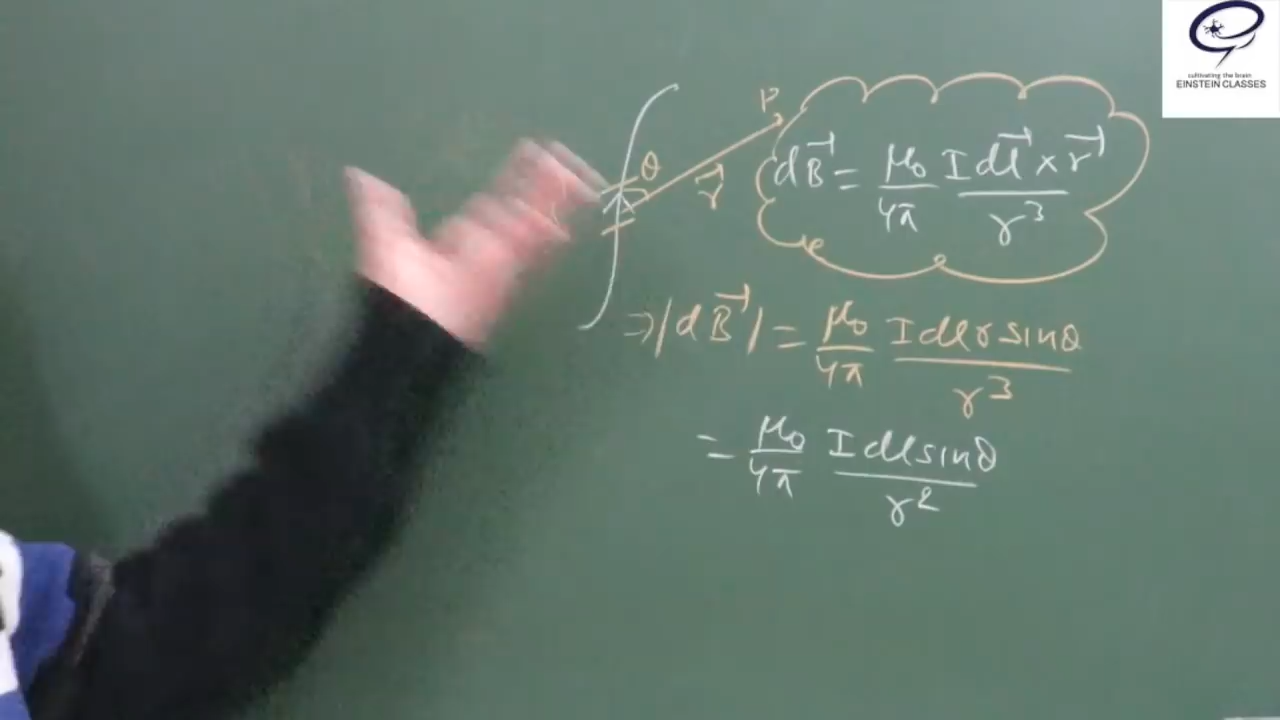 cultivating the brain
EINSTEIN CLASSES
P
θ
r⃗
dB⃗ = μ₀/4π I dl⃗ × r⃗ / r³
⇒ |dB⃗| = μ₀/4π I dl r sinθ / r³
= μ₀/4π I dl sinθ / r²